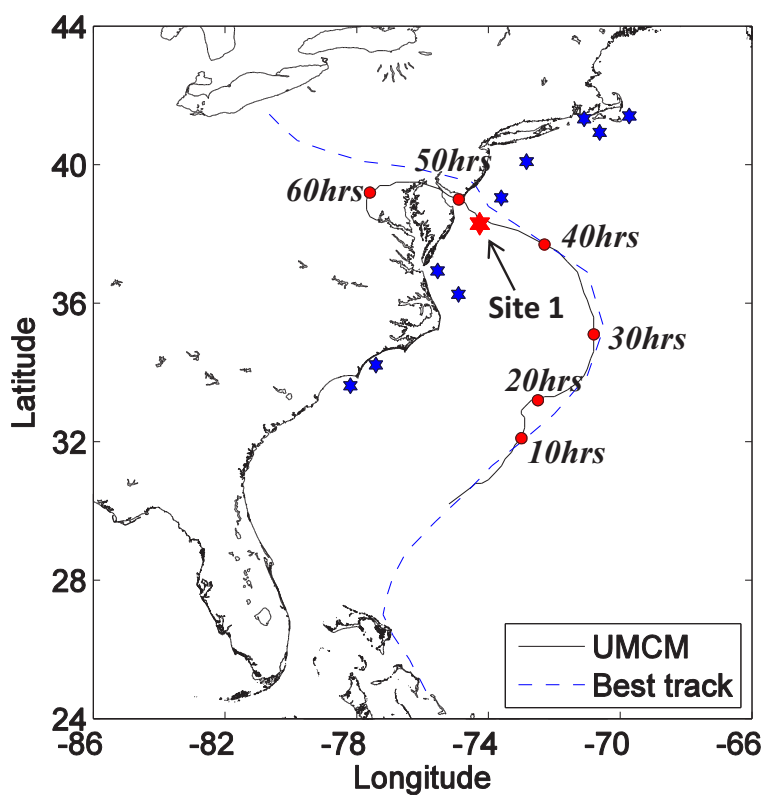 44
40
36
32
28
24
Latitude
50hrs
60hrs
40hrs
Site 1
30hrs
20hrs
10hrs
UMCM
Best track
-86
-82
-78
-74
-70
-66
Longitude